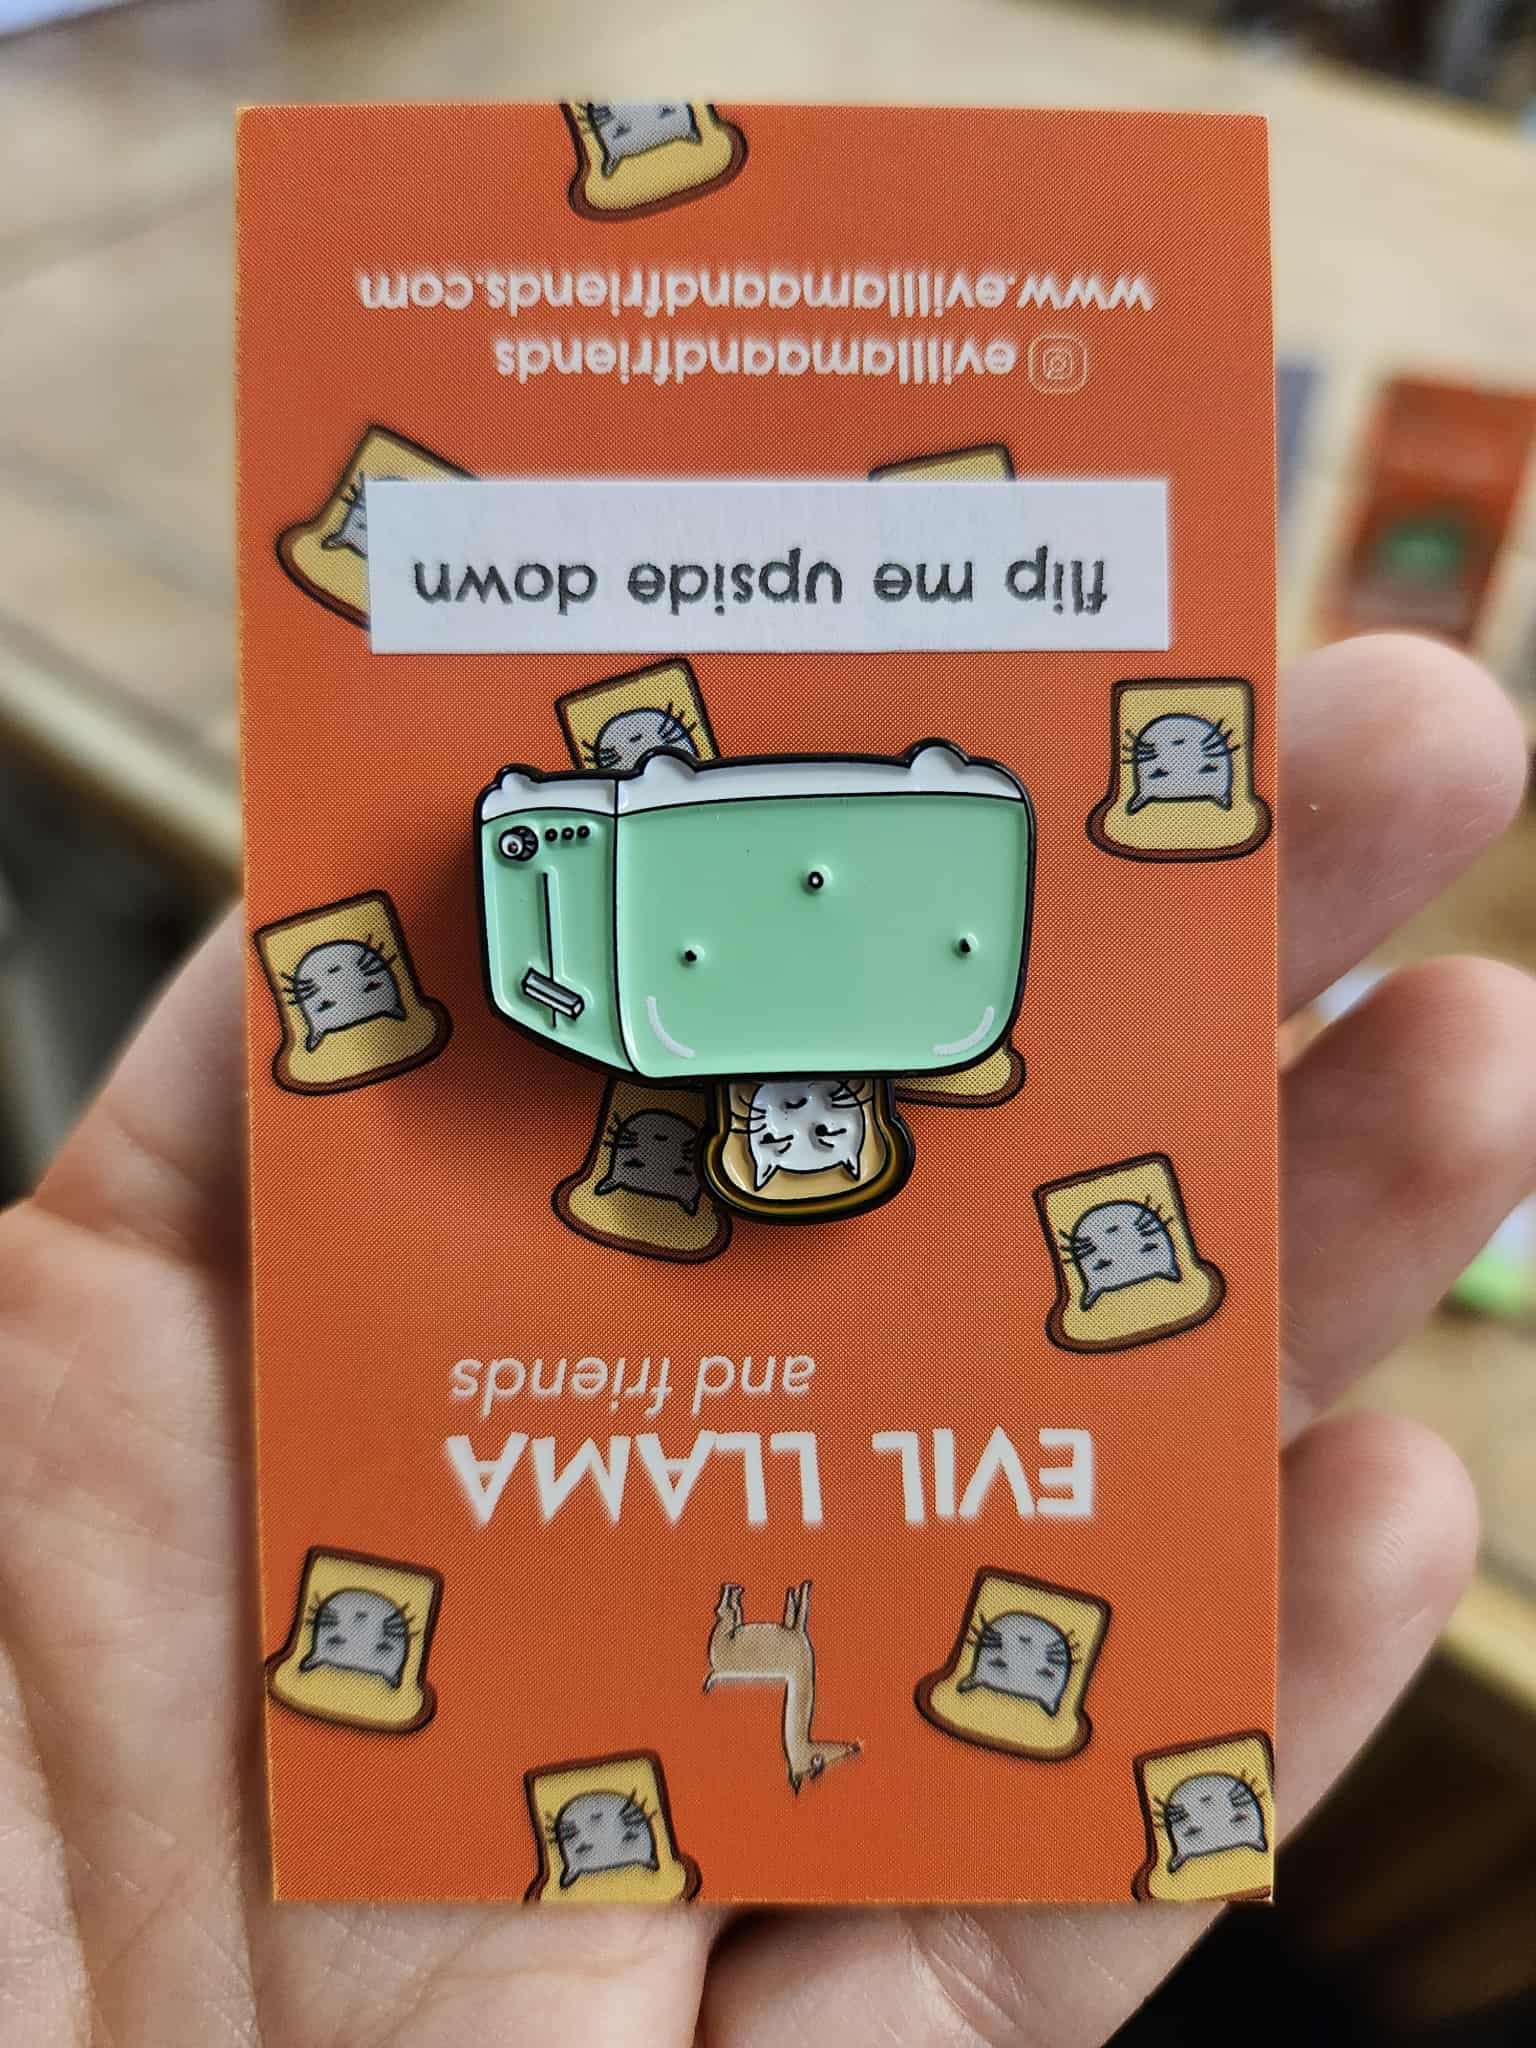 EVIL LLAMA
and friends
flip me upside down
evilllamaandfriends
www.evilllamaandfriends.com